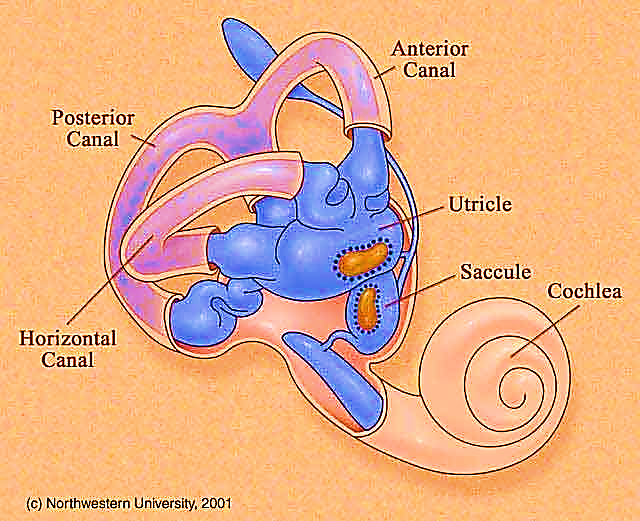 Anterior
Canal
Posterior
Canal
Utricle
Saccule
Cochlea
Horizontal
Canal
(c) Northwestern University, 2001